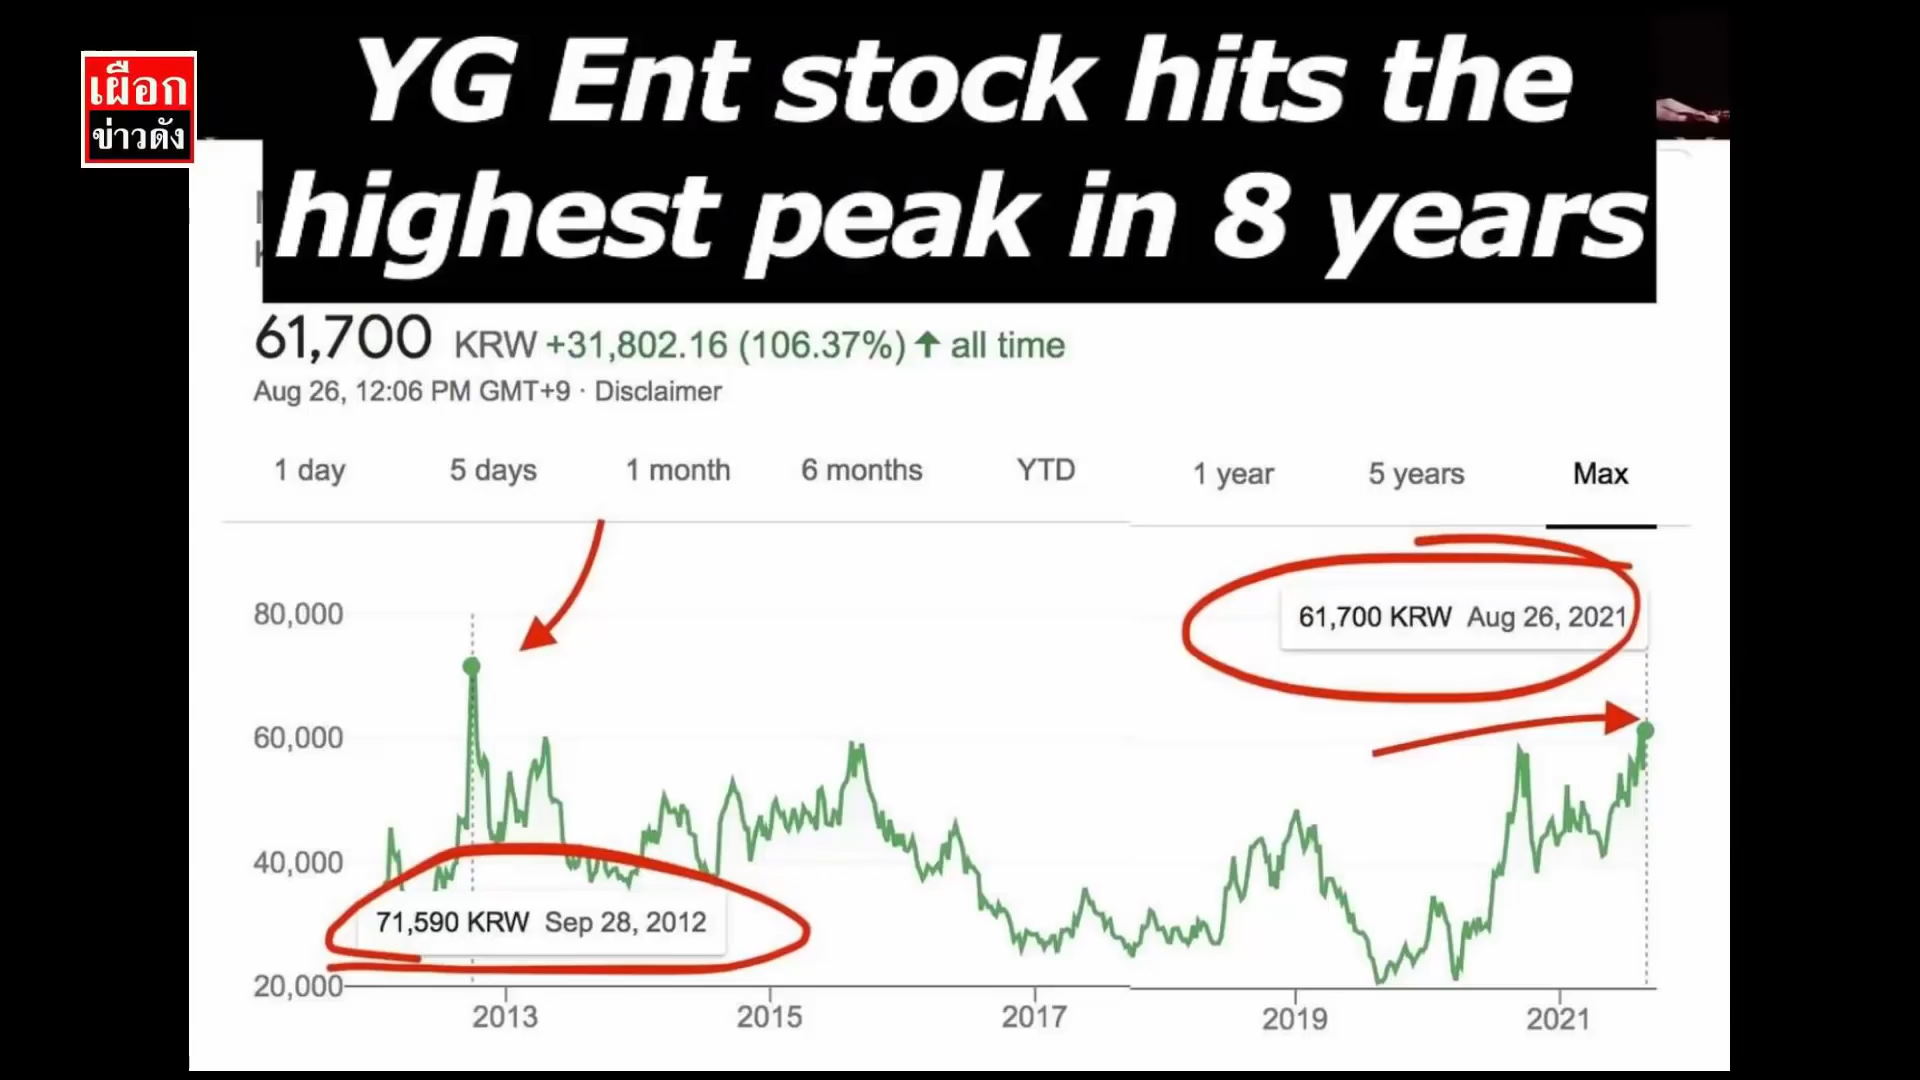 YG Ent stock hits the
highest peak in 8 years
เผือก
ข่าวดัง
61,700 KRW +31,802.16 (106.37%) ↑ all time
Aug 26, 12:06 PM GMT+9 · Disclaimer
1 day 5 days 1 month 6 months YTD 1 year 5 years Max
80,000
60,000
40,000
20,000
61,700 KRW Aug 26, 2021
71,590 KRW Sep 28, 2012
2013 2015 2017 2019 2021